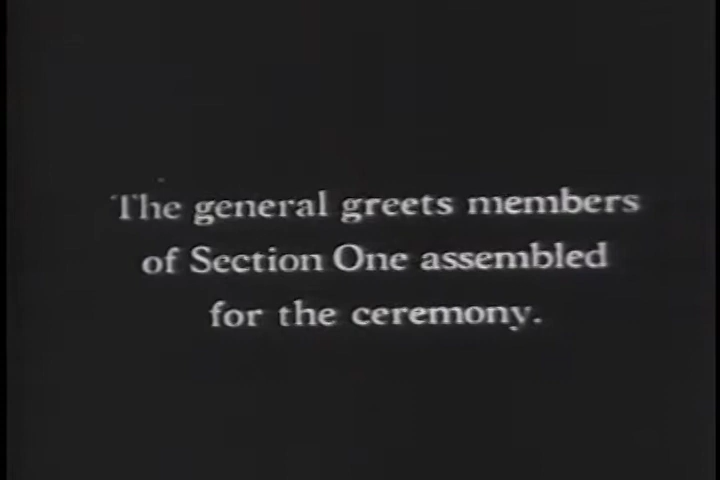 The general greets members
of Section One assembled
for the ceremony.